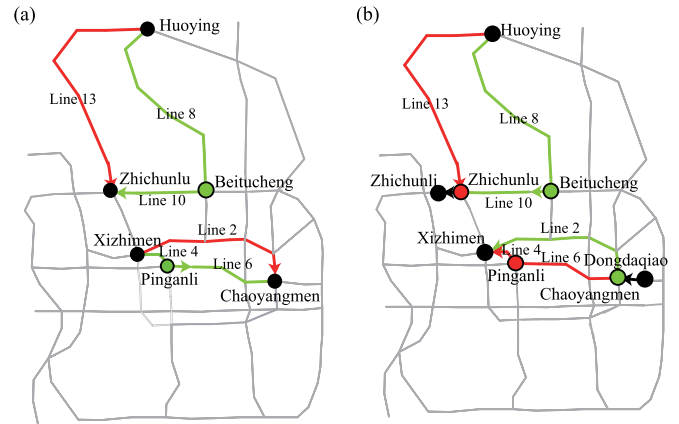 (a)
Huoying
Line 13
Line 8
Zhichunlu
Beitucheng
Line 10
Line 2
Xizhimen
Line 4
Line 6
Pinganli
Chaoyangmen
(b)
Huoying
Line 13
Line 8
Zhichunli
Zhichunlu
Beitucheng
Line 10
Line 2
Xizhimen
Line 4
Line 6
Dongdaqiao
Pinganli
Chaoyangmen